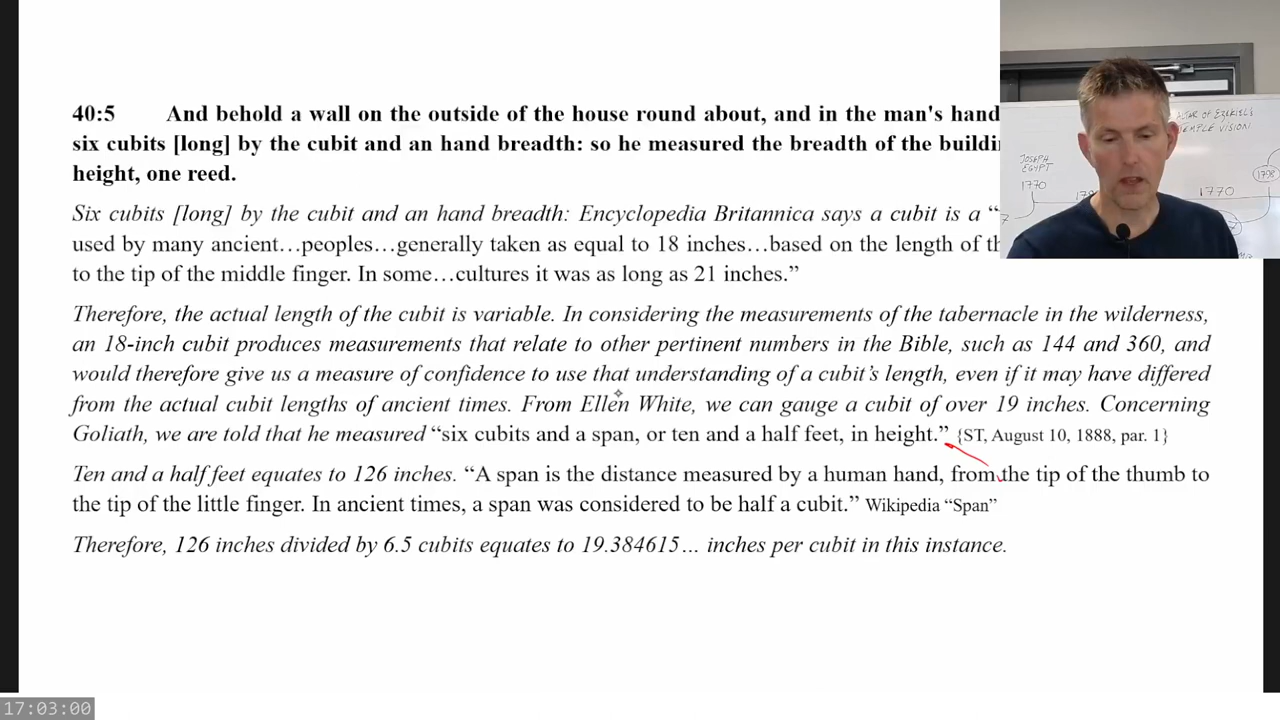 40:5 And behold a wall on the outside of the house round about, and in the man's hand
six cubits [long] by the cubit and an hand breadth: so he measured the breadth of the buildi
height, one reed.
Six cubits [long] by the cubit and an hand breadth: Encyclopedia Britannica says a cubit is a “
used by many ancient…peoples…generally taken as equal to 18 inches…based on the length of th
to the tip of the middle finger. In some…cultures it was as long as 21 inches.”
Therefore, the actual length of the cubit is variable. In considering the measurements of the tabernacle in the wilderness,
an 18-inch cubit produces measurements that relate to other pertinent numbers in the Bible, such as 144 and 360, and
would therefore give us a measure of confidence to use that understanding of a cubit’s length, even if it may have differed
from the actual cubit lengths of ancient times. From Ellen White, we can gauge a cubit of over 19 inches. Concerning
Goliath, we are told that he measured “six cubits and a span, or ten and a half feet, in height.” {ST, August 10, 1888, par. 1}
Ten and a half feet equates to 126 inches. “A span is the distance measured by a human hand, from the tip of the thumb to
the tip of the little finger. In ancient times, a span was considered to be half a cubit.” Wikipedia “Span”
Therefore, 126 inches divided by 6.5 cubits equates to 19.384615… inches per cubit in this instance.
ALTAR OF EZEKIEL'S
TEMPLE VISION
JOSEPH
EGYPT
1770
1770
1798
17:03:00